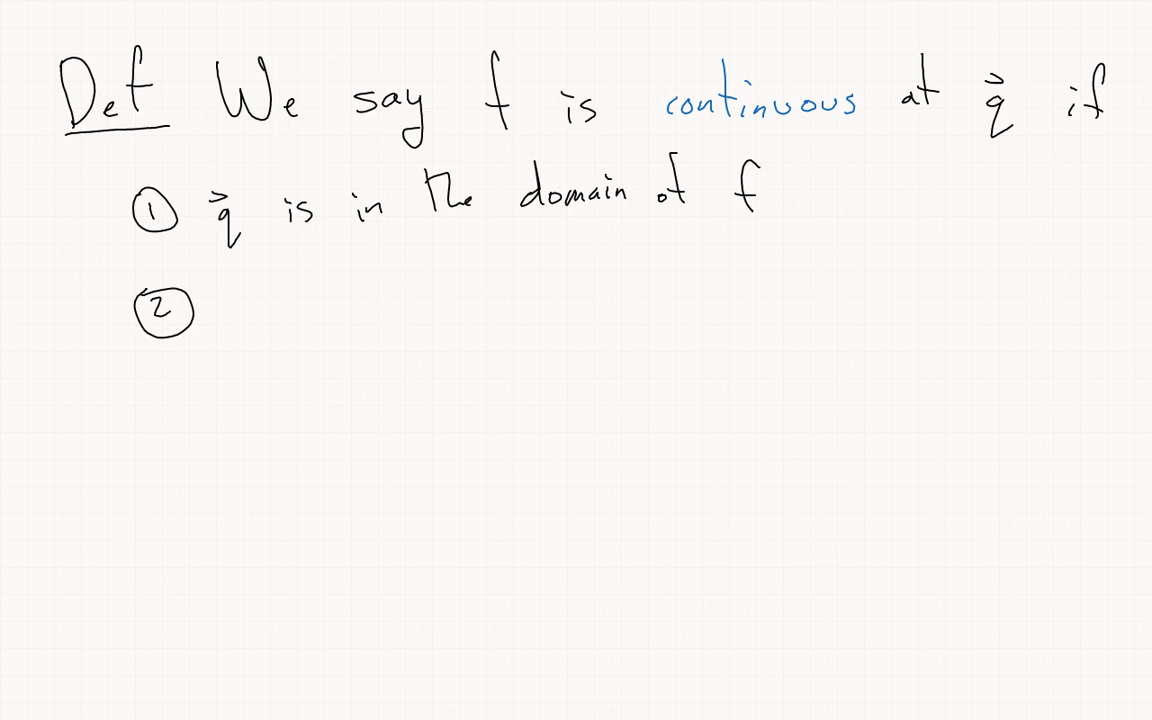 Def We say f is continuous at q⃗ if
① q⃗ is in the domain of f
②